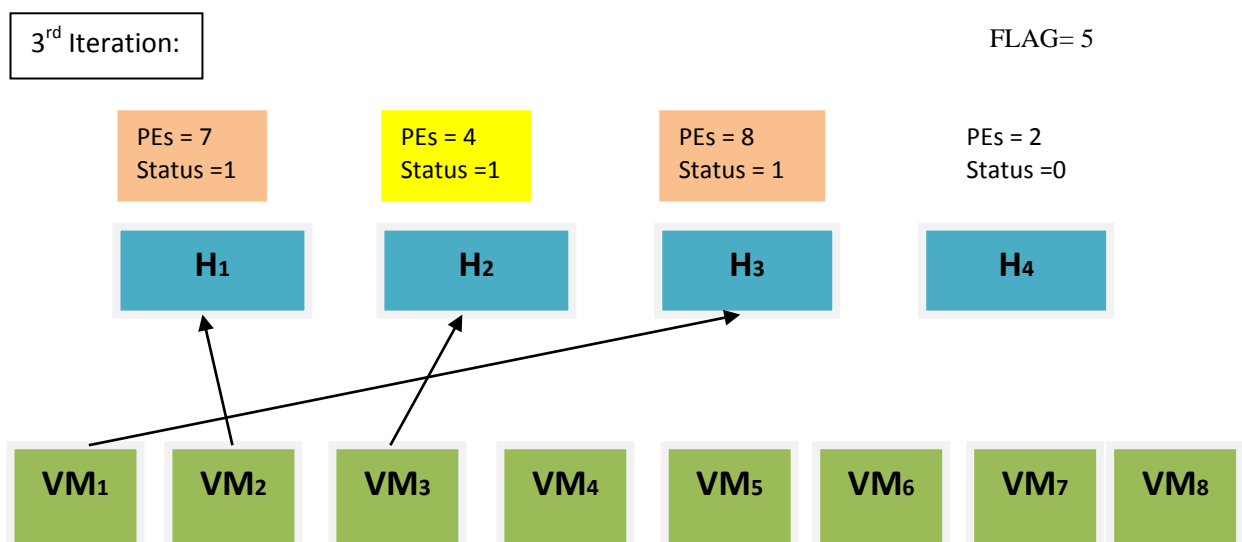 3rd Iteration:
FLAG= 5
PEs = 7
Status =1
PEs = 4
Status =1
PEs = 8
Status = 1
PEs = 2
Status =0
H1
H2
H3
H4
VM1
VM2
VM3
VM4
VM5
VM6
VM7
VM8